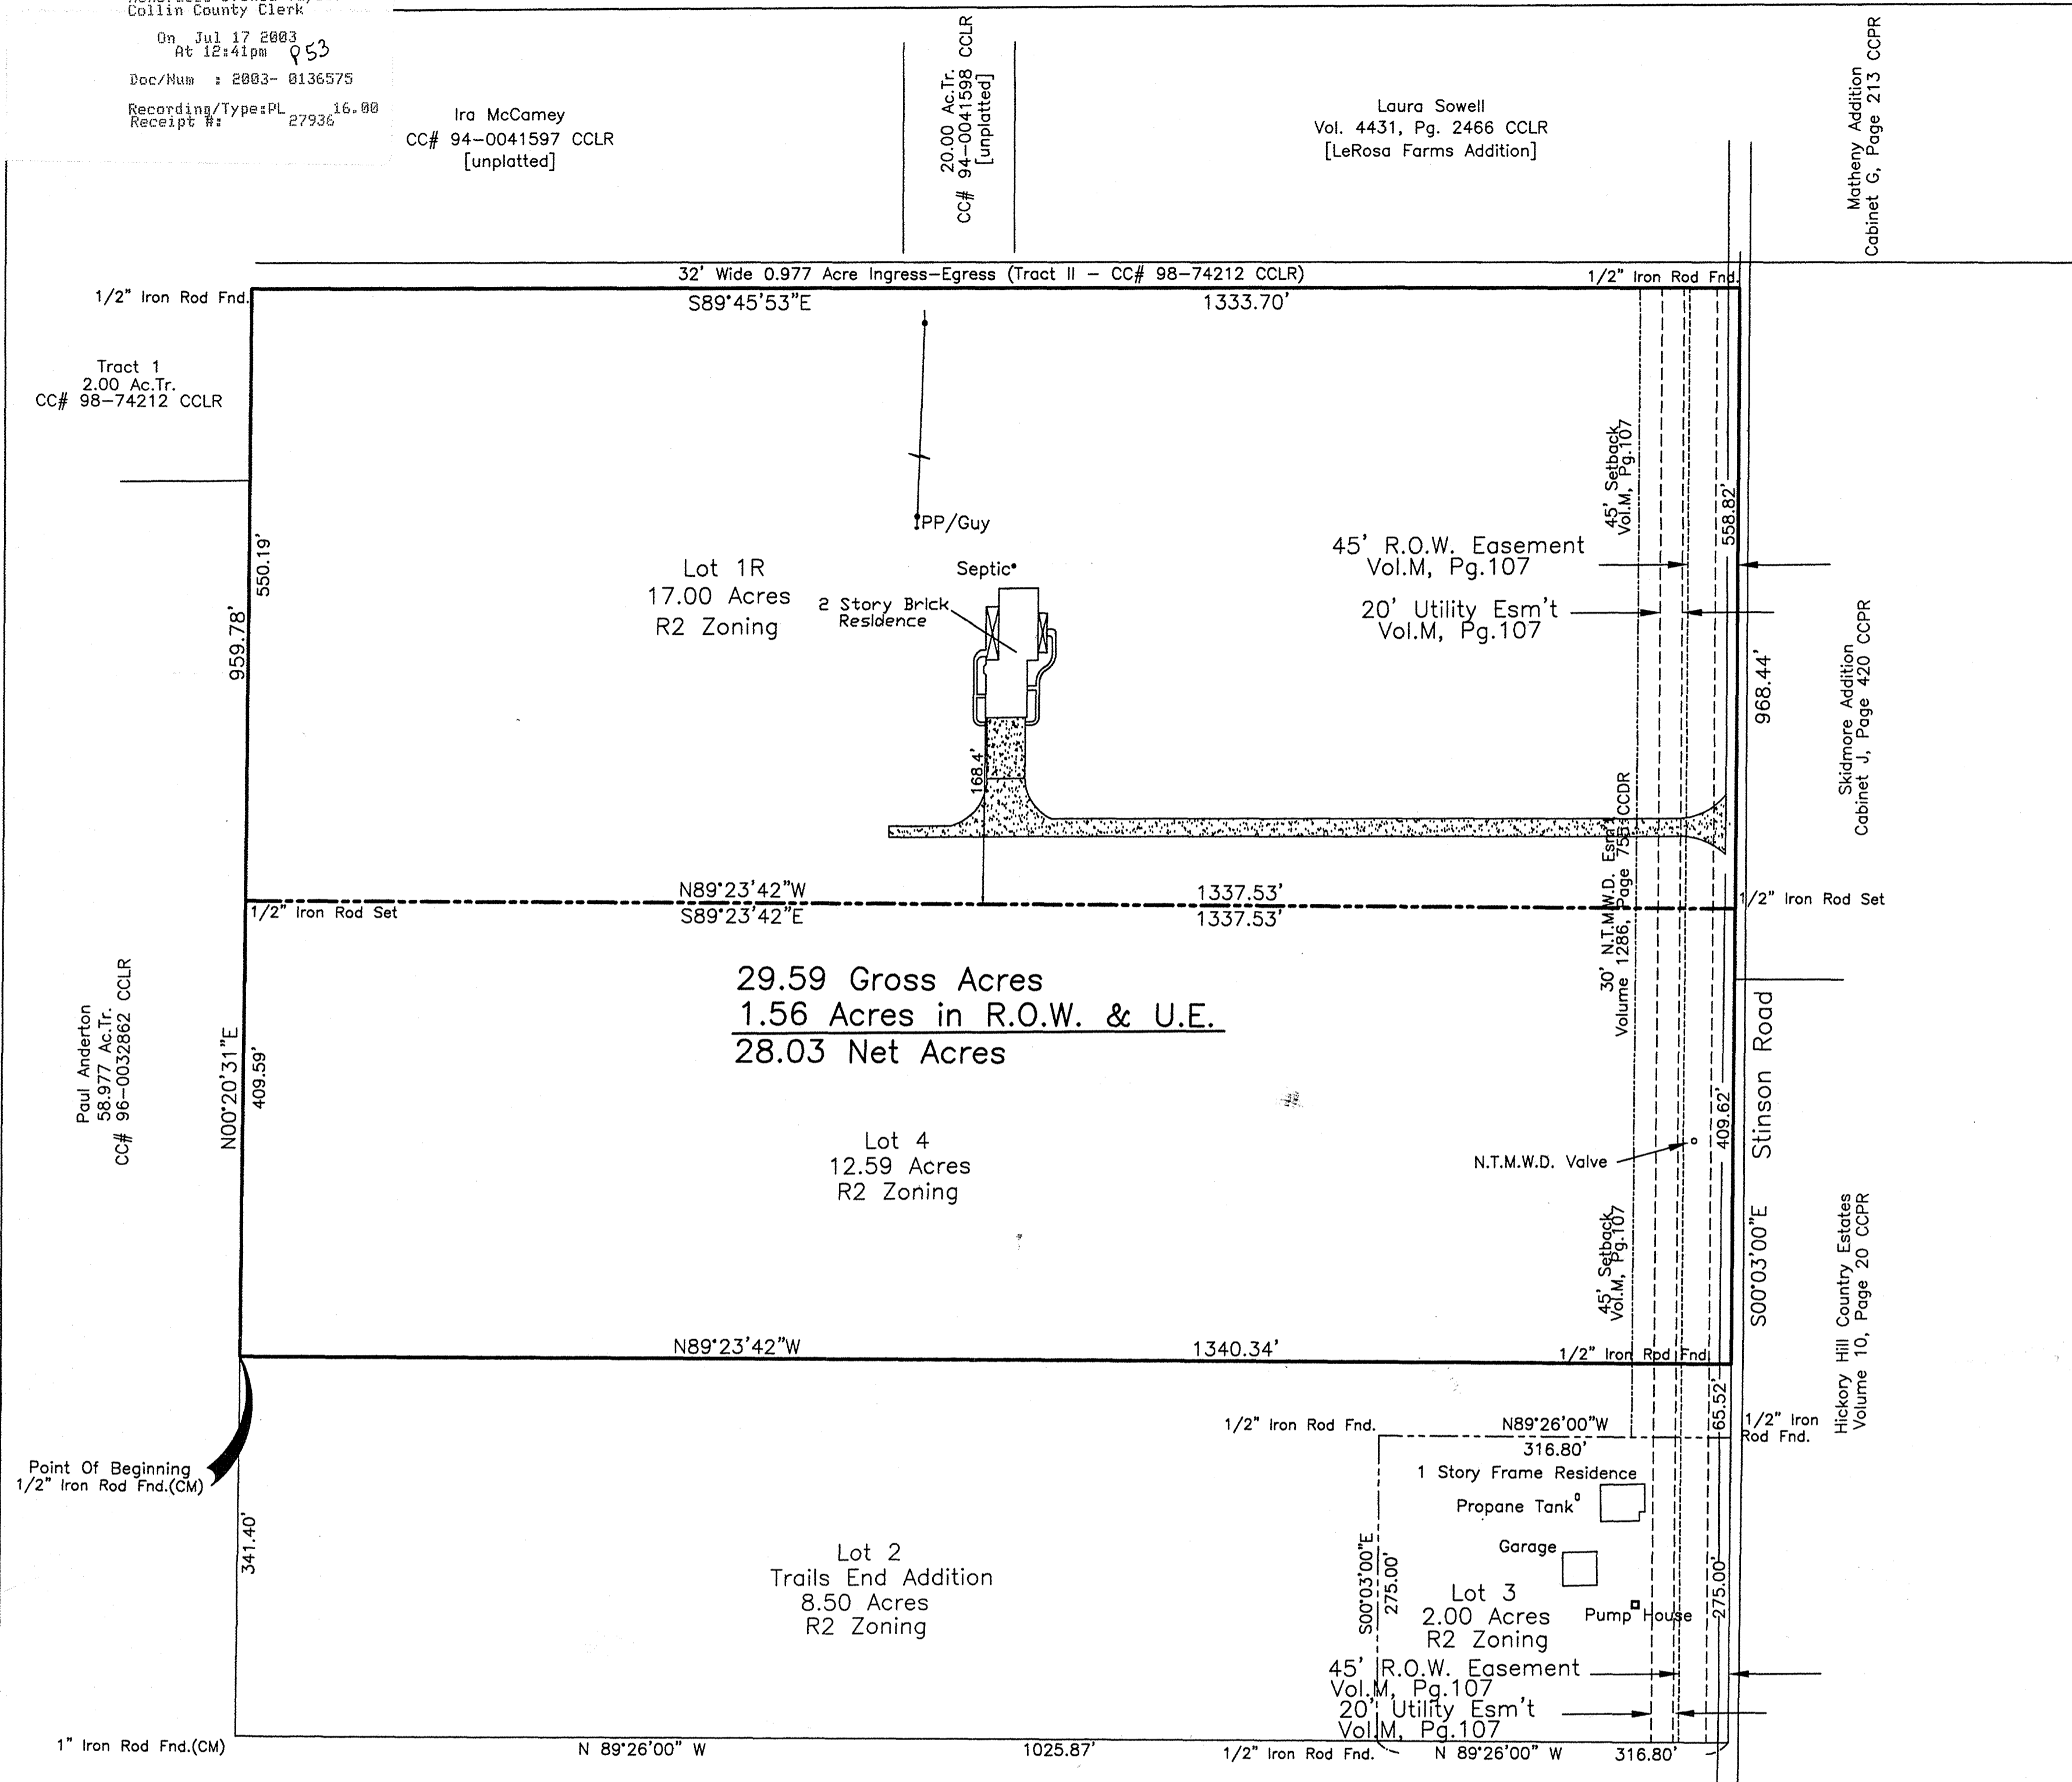 Collin County Clerk
On Jul 17 2003
At 12:41pm P53
Doc/Num : 2003- 0136575
Recording/Type:PL 16.00
Receipt #: 27936
Ira McCamey
CC# 94-0041597 CCLR
[unplatted]
20.00 Ac.Tr.
CC# 94-0041598 CCLR
[unplatted]
Laura Sowell
Vol. 4431, Pg. 2466 CCLR
[LeRosa Farms Addition]
Matheny Addition
Cabinet G, Page 213 CCPR
32' Wide 0.977 Acre Ingress-Egress (Tract II - CC# 98-74212 CCLR)
1/2" Iron Rod Fnd.
1/2" Iron Rod Fnd.
S89°45'53"E 1333.70'
Tract 1
2.00 Ac.Tr.
CC# 98-74212 CCLR
45' Setback
Vol.M, Pg.107
558.82'
PP/Guy
550.19'
959.78'
45' R.O.W. Easement
Vol.M, Pg.107
20' Utility Esm't
Vol.M, Pg.107
Lot 1R
17.00 Acres
R2 Zoning
Septic
2 Story Brick
Residence
968.44'
Skidmore Addition
Cabinet J, Page 420 CCPR
168.4'
30' N.T.M.W.D. Esm't
Volume 1286, Page 755 CCDR
N89°23'42"W 1337.53'
1/2" Iron Rod Set
1/2" Iron Rod Set
S89°23'42"E 1337.53'
29.59 Gross Acres
1.56 Acres in R.O.W. & U.E.
28.03 Net Acres
Paul Anderton
58.977 Ac.Tr.
CC# 96-0032862 CCLR
N00°20'31"E
409.59'
Lot 4
12.59 Acres
R2 Zoning
N.T.M.W.D. Valve
409.62'
Stinson Road
S00°03'00"E
45' Setback
Vol.M, Pg.107
Hickory Hill Country Estates
Volume 10, Page 20 CCPR
N89°23'42"W 1340.34'
1/2" Iron Rod Fnd.
65.52'
1/2" Iron Rod Fnd.
N89°26'00"W
316.80'
1/2" Iron
Rod Fnd.
Point Of Beginning
1/2" Iron Rod Fnd.(CM)
341.40'
1 Story Frame Residence
Propane Tank
Garage
S00°03'00"E
275.00'
Lot 2
Trails End Addition
8.50 Acres
R2 Zoning
Lot 3
2.00 Acres
R2 Zoning
Pump House
275.00'
45' R.O.W. Easement
Vol.M, Pg.107
20' Utility Esm't
Vol.M, Pg.107
1" Iron Rod Fnd.(CM)
N 89°26'00" W 1025.87'
1/2" Iron Rod Fnd.
N 89°26'00" W 316.80'